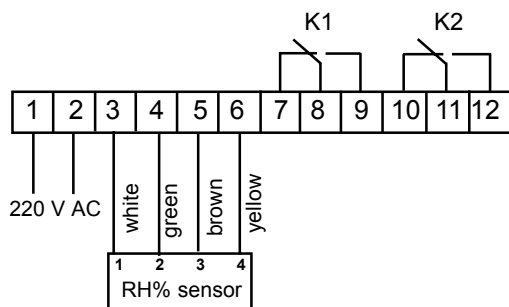 K1 K2
1 2 3 4 5 6 7 8 9 10 11 12
220 V AC
white
green
brown
yellow
1 2 3 4
RH% sensor